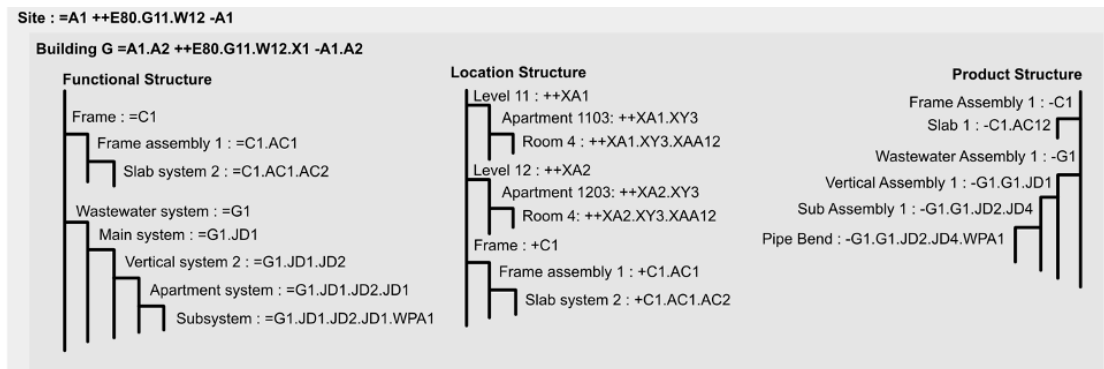 Site : =A1 ++E80.G11.W12 -A1
Building G =A1.A2 ++E80.G11.W12.X1 -A1.A2
Functional Structure
Frame : =C1
Frame assembly 1 : =C1.AC1
Slab system 2 : =C1.AC1.AC2
Wastewater system : =G1
Main system : =G1.JD1
Vertical system 2 : =G1.JD1.JD2
Apartment system : =G1.JD1.JD2.JD1
Subsystem : =G1.JD1.JD2.JD1.WPA1
Location Structure
Level 11 : ++XA1
Apartment 1103: ++XA1.XY3
Room 4 : ++XA1.XY3.XAA12
Level 12 : ++XA2
Apartment 1203: ++XA2.XY3
Room 4: ++XA2.XY3.XAA12
Frame : +C1
Frame assembly 1 : +C1.AC1
Slab system 2 : +C1.AC1.AC2
Product Structure
Frame Assembly 1 : -C1
Slab 1 : -C1.AC12
Wastewater Assembly 1 : -G1
Vertical Assembly 1 : -G1.G1.JD1
Sub Assembly 1 : -G1.G1.JD2.JD4
Pipe Bend : -G1.G1.JD2.JD4.WPA1